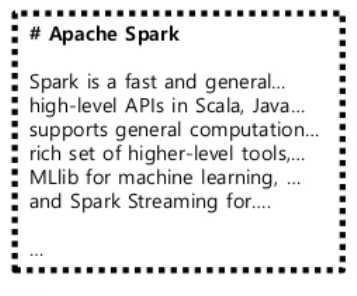 # Apache Spark
Spark is a fast and general...
high-level APIs in Scala, Java...
supports general computation...
rich set of higher-level tools,...
MLlib for machine learning, ...
and Spark Streaming for....
...